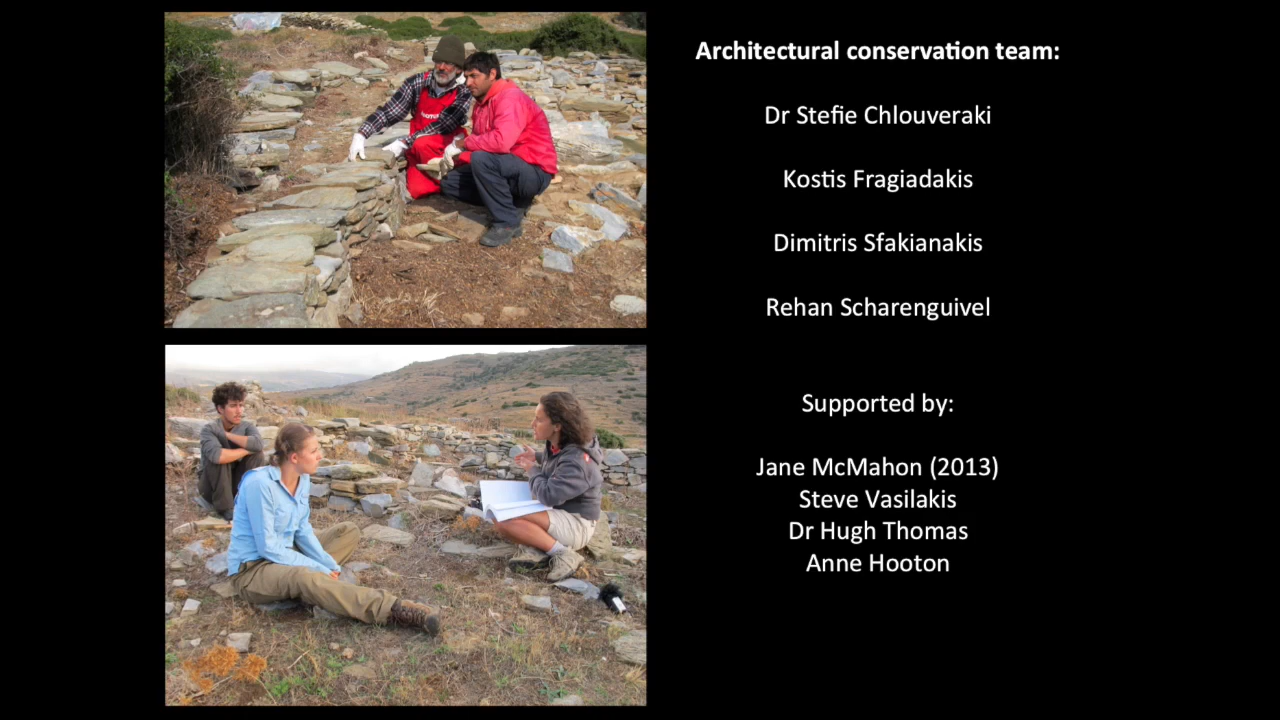 Architectural conservation team:
Dr Stefie Chlouveraki
Kostis Fragiadakis
Dimitris Sfakianakis
Rehan Scharenguivel
Supported by:
Jane McMahon (2013)
Steve Vasilakis
Dr Hugh Thomas
Anne Hooton